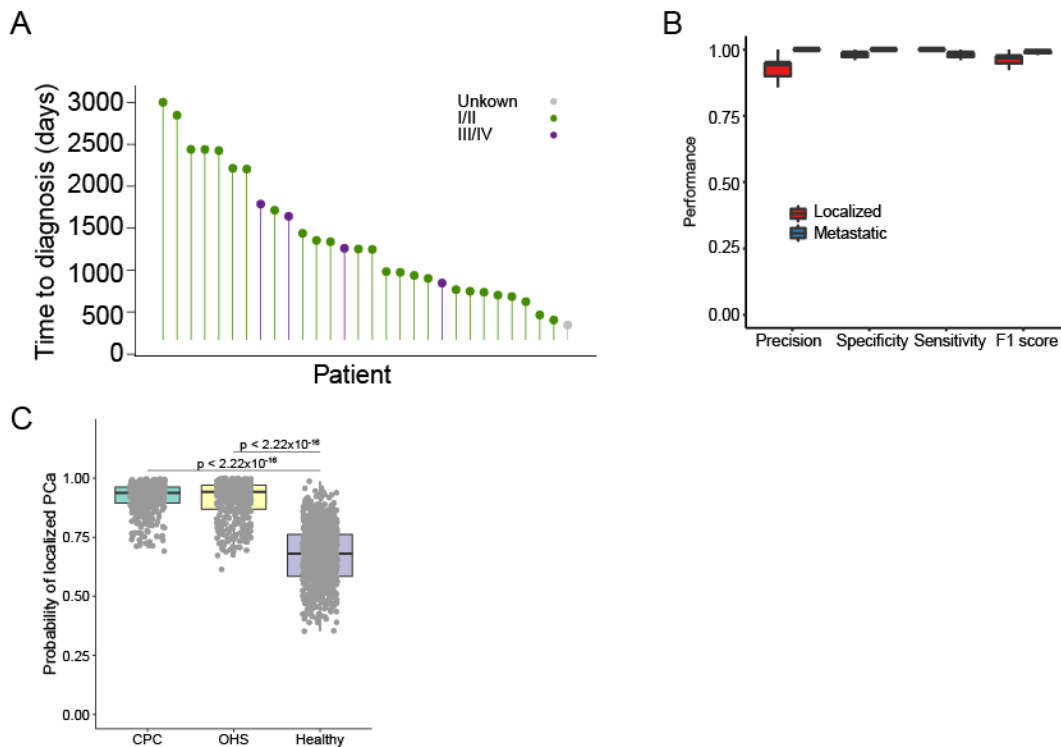 A
Time to diagnosis (days)
3000
2500
2000
1500
1000
500
0
Unkown
I/II
III/IV
Patient
B
Performance
1.00
0.75
0.50
0.25
0.00
Localized
Metastatic
Precision Specificity Sensitivity F1 score
C
Probability of localized PCa
p < 2.22x10⁻¹⁶
p < 2.22x10⁻¹⁶
1.00
0.75
0.50
0.25
0.00
CPC OHS Healthy